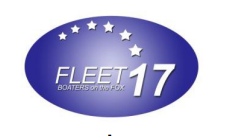 FLEET 17
BOATERS on the FOX